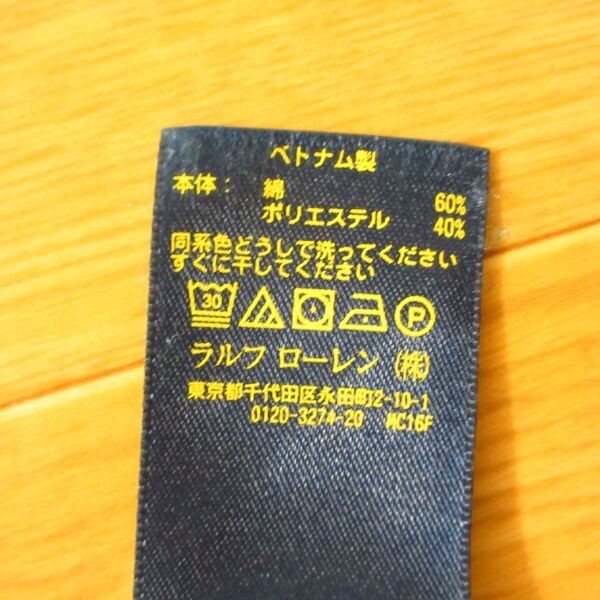 ベトナム製
本体： 綿 60%
ポリエステル 40%
同系色どうしで洗ってください
すぐに干してください
30 P
ラルフ ローレン (株)
東京都千代田区永田町2-10-1
0120-3274-20 MC16F